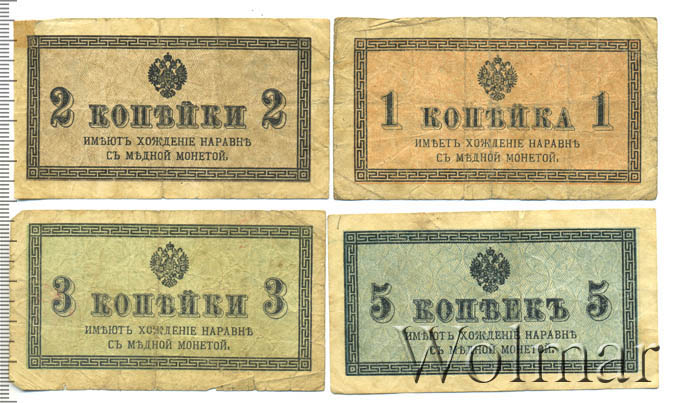 2 КОПѢЙКИ 2
ИМѢЮТЪ ХОЖДЕНІЕ НАРАВНѢ
СЪ МѢДНОЙ МОНЕТОЙ.
1 КОПѢЙКА 1
ИМѢЕТЪ ХОЖДЕНІЕ НАРАВНѢ
СЪ МѢДНОЙ МОНЕТОЙ.
3 КОПѢЙКИ 3
ИМѢЮТЪ ХОЖДЕНІЕ НАРАВНѢ
СЪ МѢДНОЙ МОНЕТОЙ.
5 КОПѢЕКЪ 5
ИМѢЮТЪ ХОЖДЕНІЕ НАРАВНѢ
СЪ МѢДНОЙ МОНЕТОЙ.
Wolmar